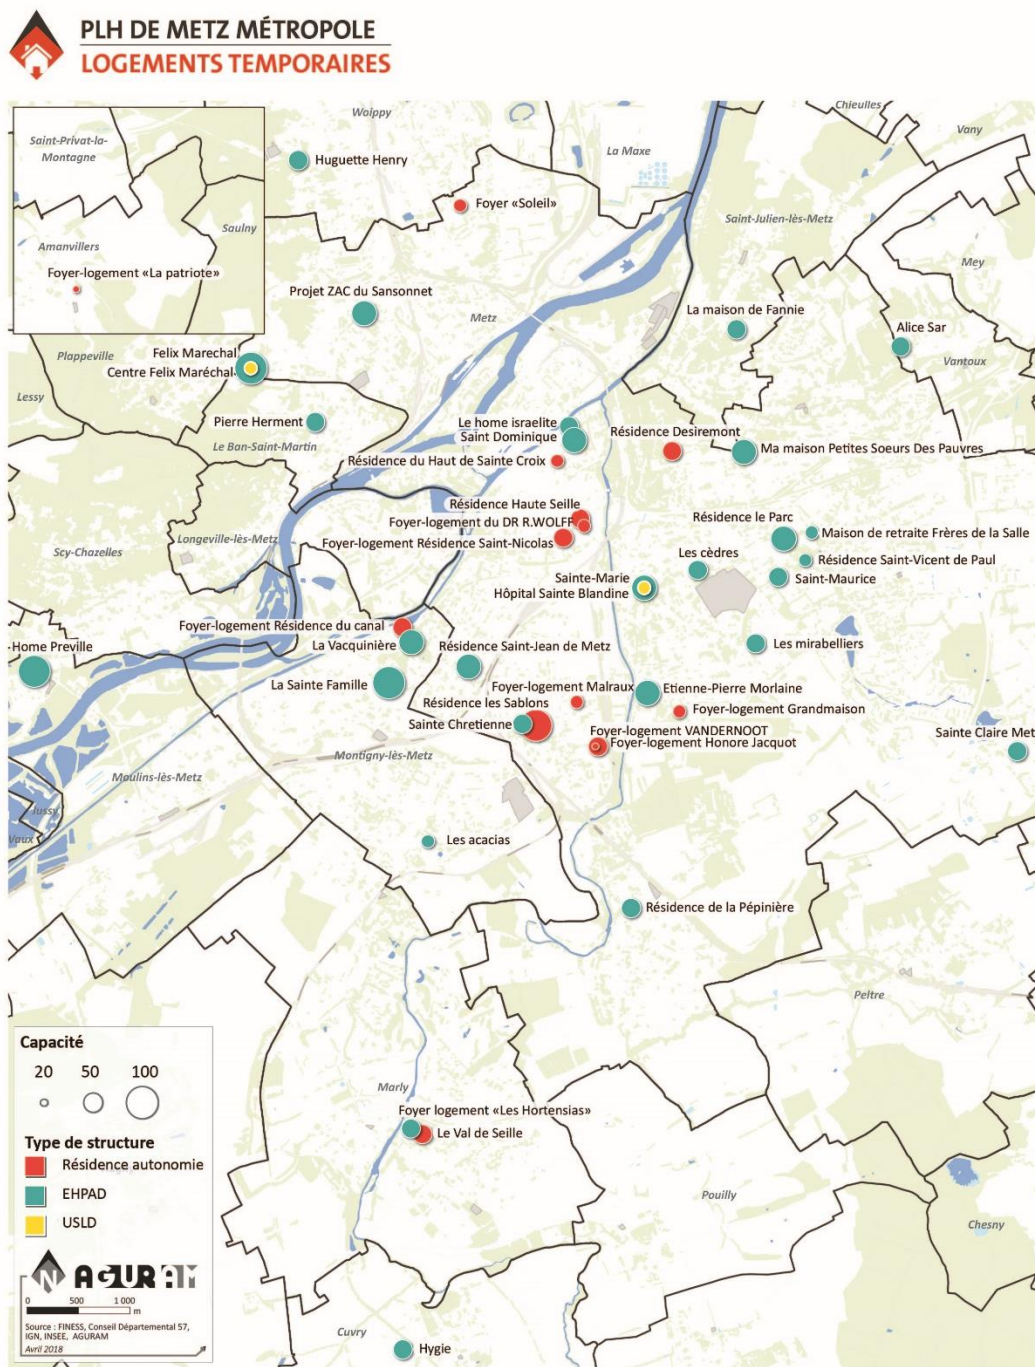 PLH DE METZ MÉTROPOLE
LOGEMENTS TEMPORAIRES
Woippy
Chieulles
Vany
Saint-Privat-la-
Montagne
La Maxe
Huguette Henry
Foyer «Soleil»
Saint-Julien-lès-Metz
Saulny
Amanvillers
Mey
Foyer-logement «La patriote»
Projet ZAC du Sansonnet
Metz
La maison de Fannie
Alice Sar
Plappeville
Felix Marechal
Centre Felix Maréchal
Vantoux
Lessy
Pierre Herment
Le home israelite
Saint Dominique
Résidence Desiremont
Le Ban-Saint-Martin
Ma maison Petites Soeurs Des Pauvres
Résidence du Haut de Sainte Croix
Résidence Haute Seille
Foyer-logement du DR R.WOLFF
Foyer-logement Résidence Saint-Nicolas
Résidence le Parc
Maison de retraite Frères de la Salle
Longeville-lès-Metz
Scy-Chazelles
Les cèdres
Résidence Saint-Vicent de Paul
Saint-Maurice
Sainte-Marie
Hôpital Sainte Blandine
Foyer-logement Résidence du canal
La Vacquinière
Résidence Saint-Jean de Metz
Les mirabelliers
Home Preville
La Sainte Famille
Foyer-logement Malraux
Etienne-Pierre Morlaine
Résidence les Sablons
Foyer-logement Grandmaison
Sainte Chretienne
Foyer-logement VANDERNOOT
Foyer-logement Honore Jacquot
Sainte Claire Met
Montigny-lès-Metz
Moulins-lès-Metz
Jussy
Vaux
Les acacias
Résidence de la Pépinière
Peltre
Capacité
20 50 100
Marly
Foyer logement «Les Hortensias»
Le Val de Seille
Type de structure
Résidence autonomie
EHPAD
USLD
Pouilly
Chesny
N AGURAM
0 500 1 000
m
Source : FINESS, Conseil Départemental 57,
IGN, INSEE, AGURAM
Avril 2018
Cuvry
Hygie